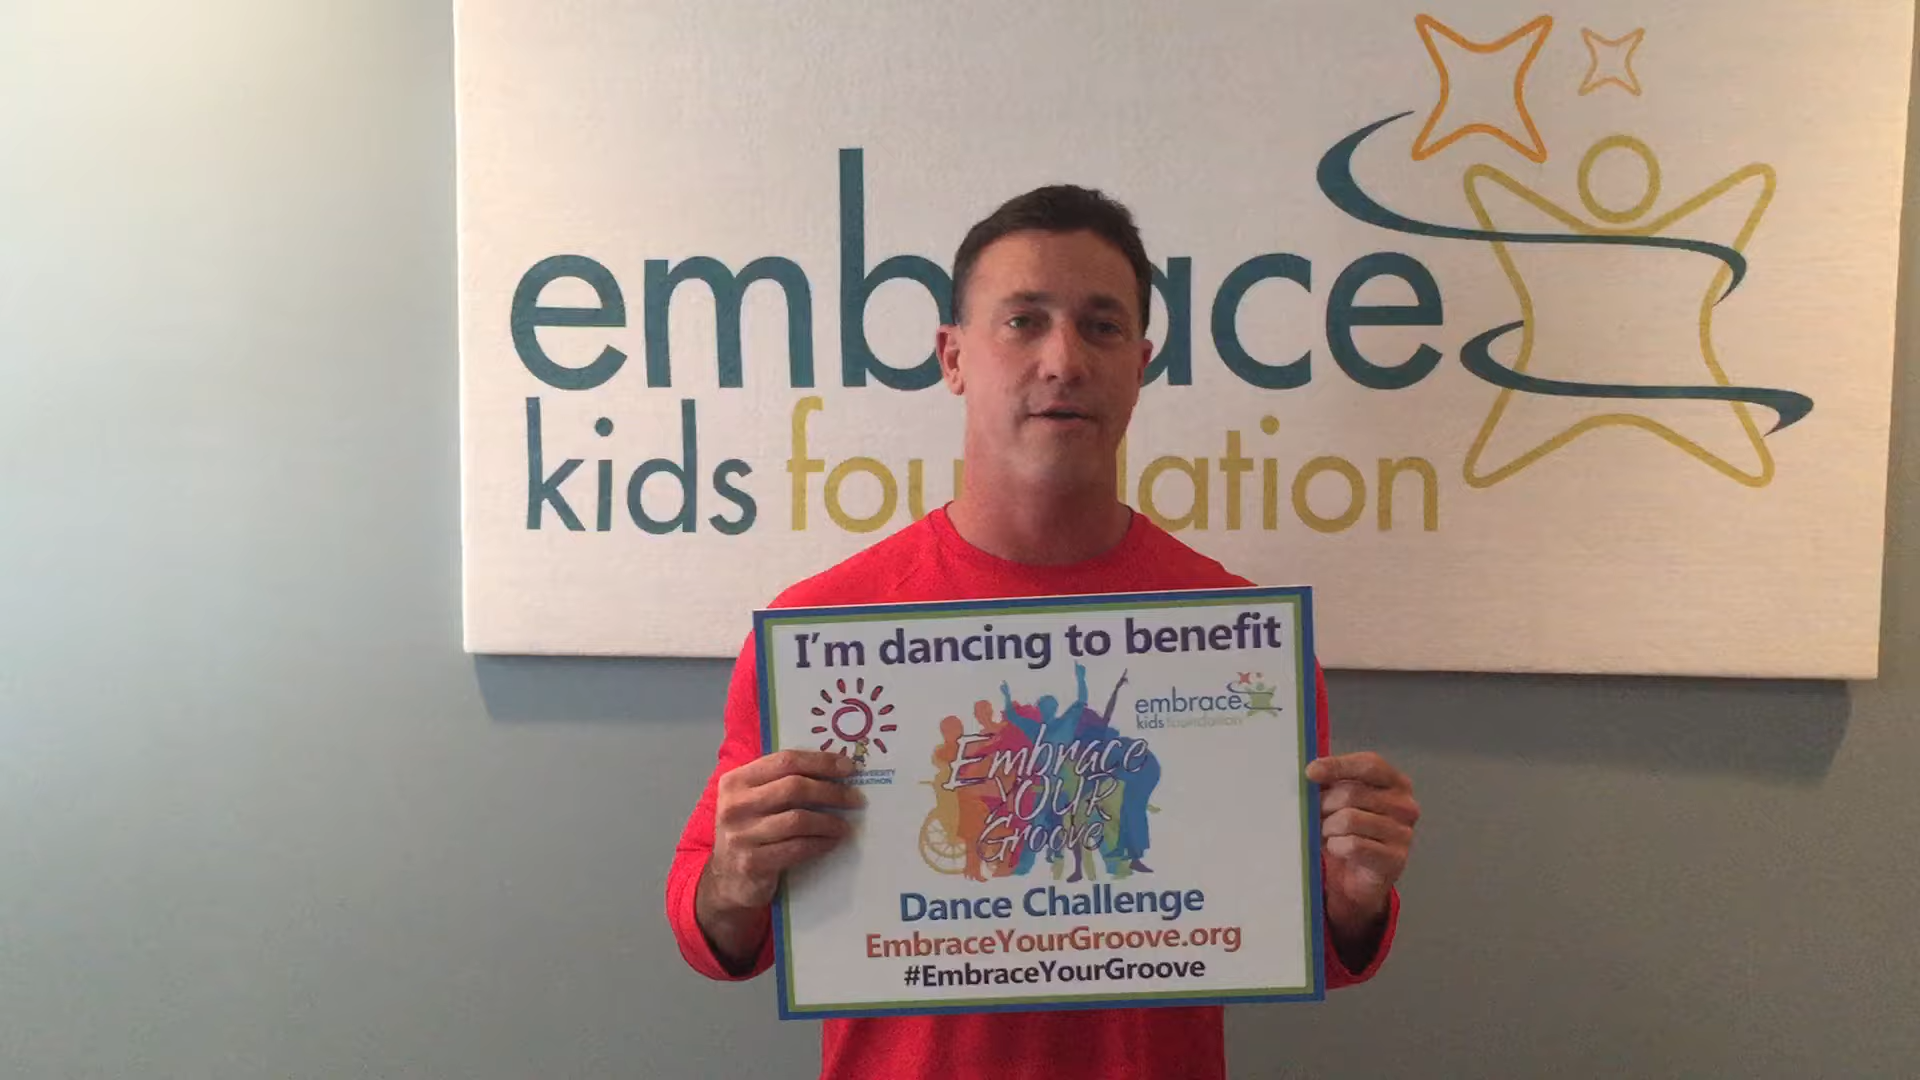 embrace
kids foundation
I'm dancing to benefit
embrace
kids foundation
Embrace
YOUR
Groove
Dance Challenge
EmbraceYourGroove.org
#EmbraceYourGroove